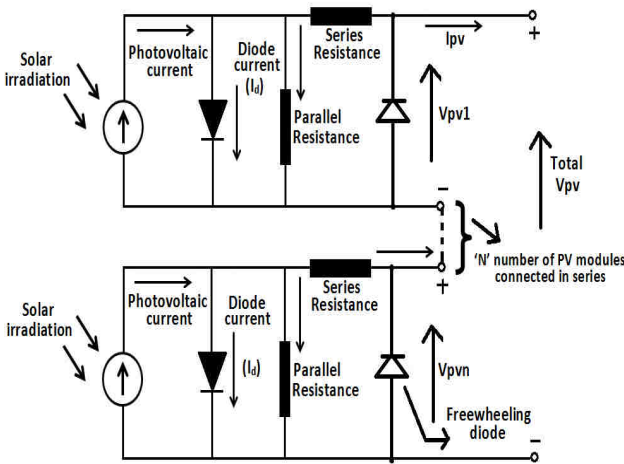 Solar
irradiation
Photovoltaic
current
Diode
current
(Id)
Series
Resistance
Parallel
Resistance
Ipv
+
Vpv1
Total
Vpv
-
'N' number of PV modules
connected in series
+
Solar
irradiation
Photovoltaic
current
Diode
current
(Id)
Series
Resistance
Parallel
Resistance
Vpvn
Freewheeling
diode
-